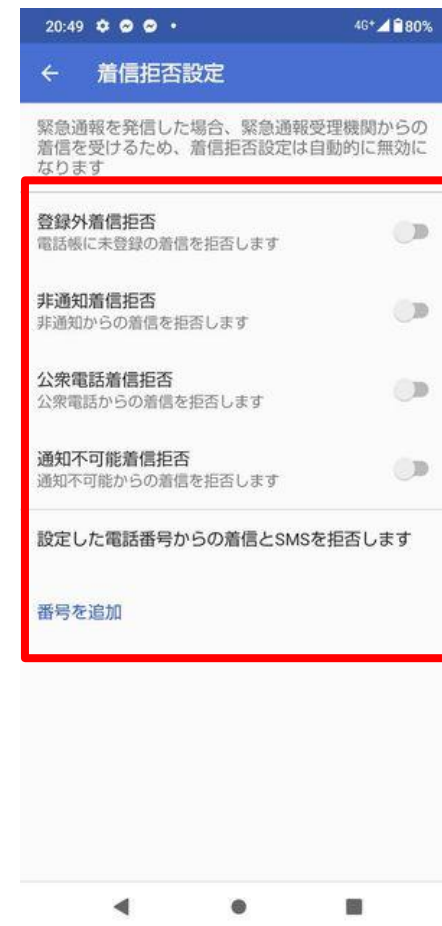 20:49
4G+ 80%
着信拒否設定
緊急通報を発信した場合、緊急通報受理機関からの
着信を受けるため、着信拒否設定は自動的に無効に
なります
登録外着信拒否
電話帳に未登録の着信を拒否します
非通知着信拒否
非通知からの着信を拒否します
公衆電話着信拒否
公衆電話からの着信を拒否します
通知不可能着信拒否
通知不可能からの着信を拒否します
設定した電話番号からの着信とSMSを拒否します
番号を追加